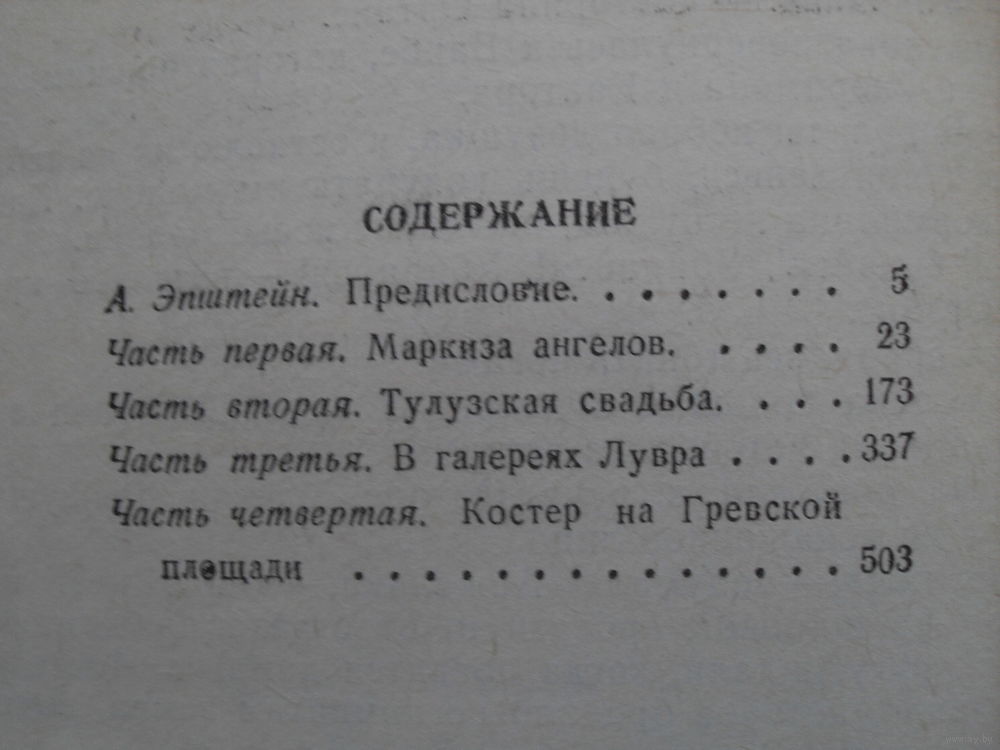 СОДЕРЖАНИЕ
А. Эпштейн. Предисловие. . . . . . . . 5
Часть первая. Маркиза ангелов. . . . . 23
Часть вторая. Тулузская свадьба. . . . 173
Часть третья. В галереях Лувра . . . . 337
Часть четвертая. Костер на Гревской
площади . . . . . . . . . . . . . . 503